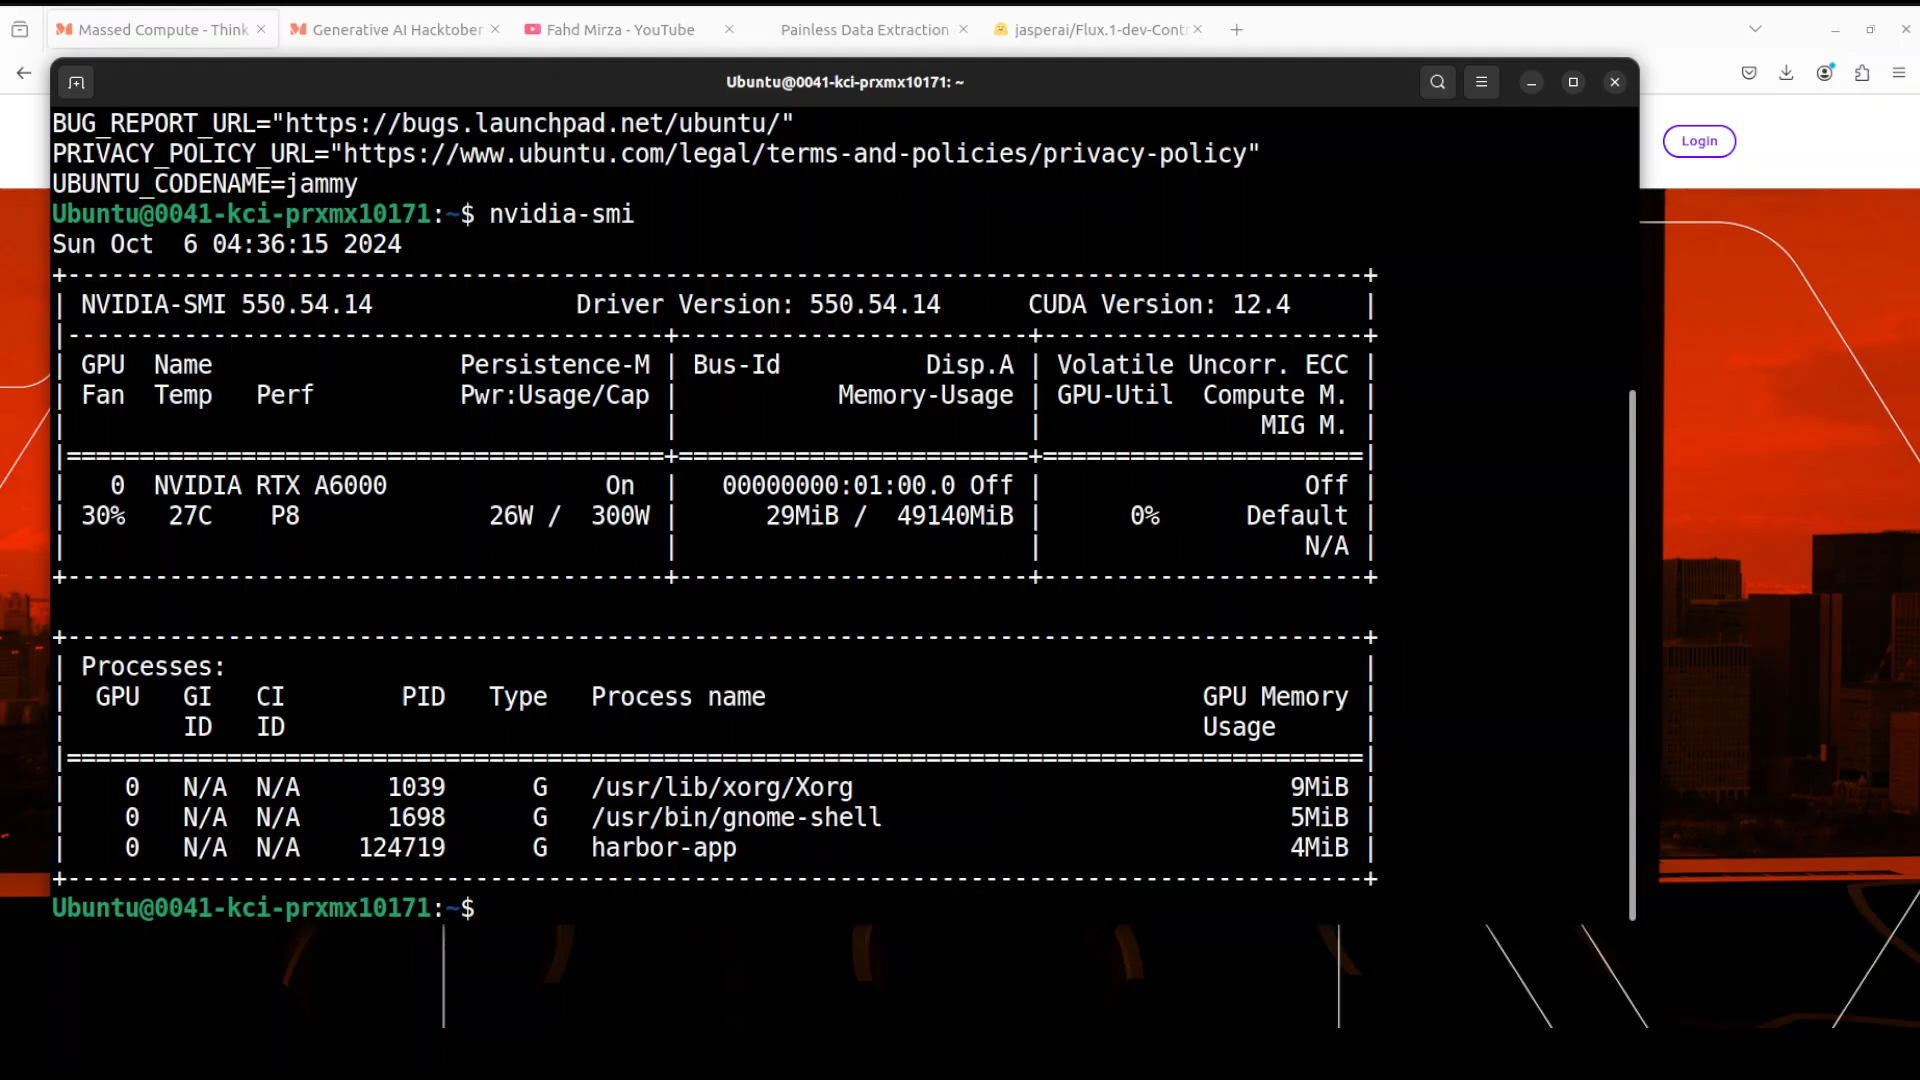 Massed Compute - Think
Generative AI Hacktober
Fahd Mirza - YouTube
Painless Data Extraction
jasperai/Flux.1-dev-Contr
Ubuntu@0041-kci-prxmx10171: ~
Login
BUG_REPORT_URL="https://bugs.launchpad.net/ubuntu/"
PRIVACY_POLICY_URL="https://www.ubuntu.com/legal/terms-and-policies/privacy-policy"
UBUNTU_CODENAME=jammy
Ubuntu@0041-kci-prxmx10171:~$ nvidia-smi
Sun Oct  6 04:36:15 2024
+-----------------------------------------------------------------------------------------+
| NVIDIA-SMI 550.54.14              Driver Version: 550.54.14      CUDA Version: 12.4     |
|-----------------------------------------+------------------------+----------------------+
| GPU  Name                 Persistence-M | Bus-Id          Disp.A | Volatile Uncorr. ECC |
| Fan  Temp   Perf          Pwr:Usage/Cap |           Memory-Usage | GPU-Util  Compute M. |
|                                         |                        |               MIG M. |
|=========================================+========================+======================|
|   0  NVIDIA RTX A6000               On  |   00000000:01:00.0 Off |                  Off |
| 30%   27C    P8             26W /  300W |      29MiB /  49140MiB |      0%      Default |
|                                         |                        |                  N/A |
+-----------------------------------------+------------------------+----------------------+
+-----------------------------------------------------------------------------------------+
| Processes:                                                                              |
|  GPU   GI   CI        PID   Type   Process name                              GPU Memory |
|        ID   ID                                                               Usage      |
|=========================================================================================|
|    0   N/A  N/A      1039      G   /usr/lib/xorg/Xorg                              9MiB |
|    0   N/A  N/A      1698      G   /usr/bin/gnome-shell                            5MiB |
|    0   N/A  N/A    124719      G   harbor-app                                      4MiB |
+-----------------------------------------------------------------------------------------+
Ubuntu@0041-kci-prxmx10171:~$